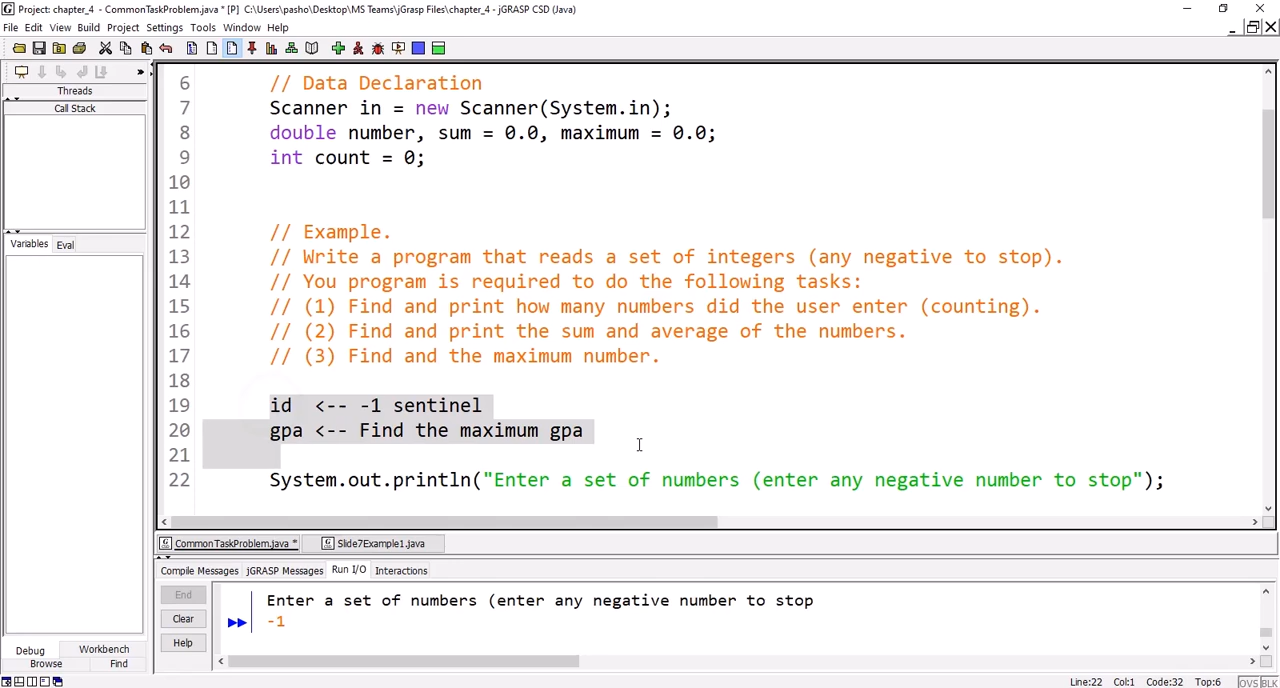 Project: chapter_4 - CommonTaskProblem.java * [P]  C:\Users\pasho\Desktop\MS Teams\jGrasp Files\chapter_4 - jGRASP CSD (Java)
File Edit View Build Project Settings Tools Window Help
Threads
Call Stack
Variables Eval
6 // Data Declaration
7 Scanner in = new Scanner(System.in);
8 double number, sum = 0.0, maximum = 0.0;
9 int count = 0;
10
11
12 // Example.
13 // Write a program that reads a set of integers (any negative to stop).
14 // You program is required to do the following tasks:
15 // (1) Find and print how many numbers did the user enter (counting).
16 // (2) Find and print the sum and average of the numbers.
17 // (3) Find and the maximum number.
18
19 id  <-- -1 sentinel
20 gpa <-- Find the maximum gpa
21
22 System.out.println("Enter a set of numbers (enter any negative number to stop");
CommonTaskProblem.java * Slide7Example1.java
Compile Messages jGRASP Messages Run I/O Interactions
End
Clear
Help
Enter a set of numbers (enter any negative number to stop
-1
Debug Workbench
Browse Find
Line:22 Col:1 Code:32 Top:6 OVS BLK